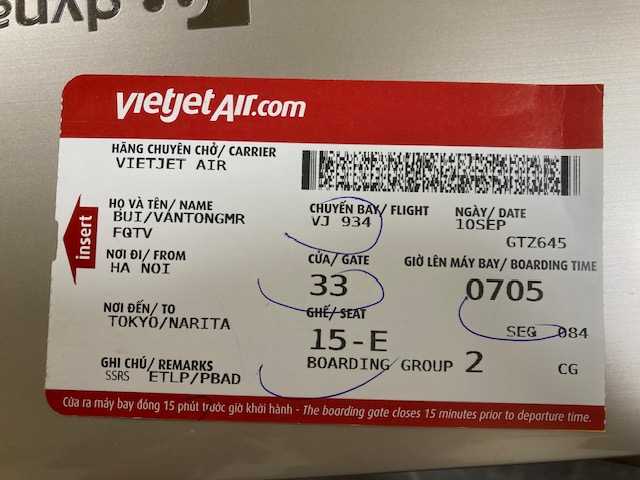 dyna
vietjetAir.com
HÃNG CHUYÊN CHỞ/ CARRIER
VIETJET AIR
HỌ VÀ TÊN/ NAME
BUI/VANTONGMR
FQTV
CHUYẾN BAY/ FLIGHT
VJ 934
NGÀY/ DATE
10SEP
GTZ645
insert
NƠI ĐI/ FROM
HA NOI
CỬA/ GATE
33
GIỜ LÊN MÁY BAY/ BOARDING TIME
0705
NƠI ĐẾN/ TO
TOKYO/NARITA
GHẾ/ SEAT
15-E
SEG 084
GHI CHÚ/ REMARKS
SSRS ETLP/PBAD
BOARDING GROUP 2
CG
Cửa ra máy bay đóng 15 phút trước giờ khởi hành - The boarding gate closes 15 minutes prior to departure time.